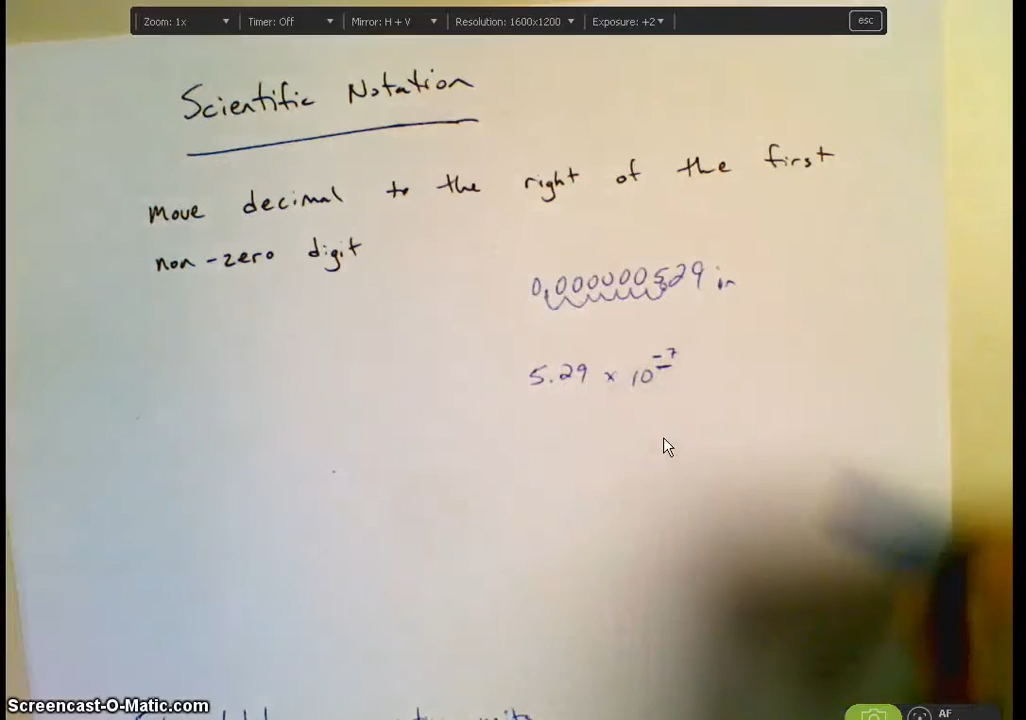 Zoom: 1x Timer: Off Mirror: H + V Resolution: 1600x1200 Exposure: +2 esc
Scientific Notation
Move decimal to the right of the first
non-zero digit
0.000000529 in
5.29 x 10^-7
Screencast-O-Matic.com
AF